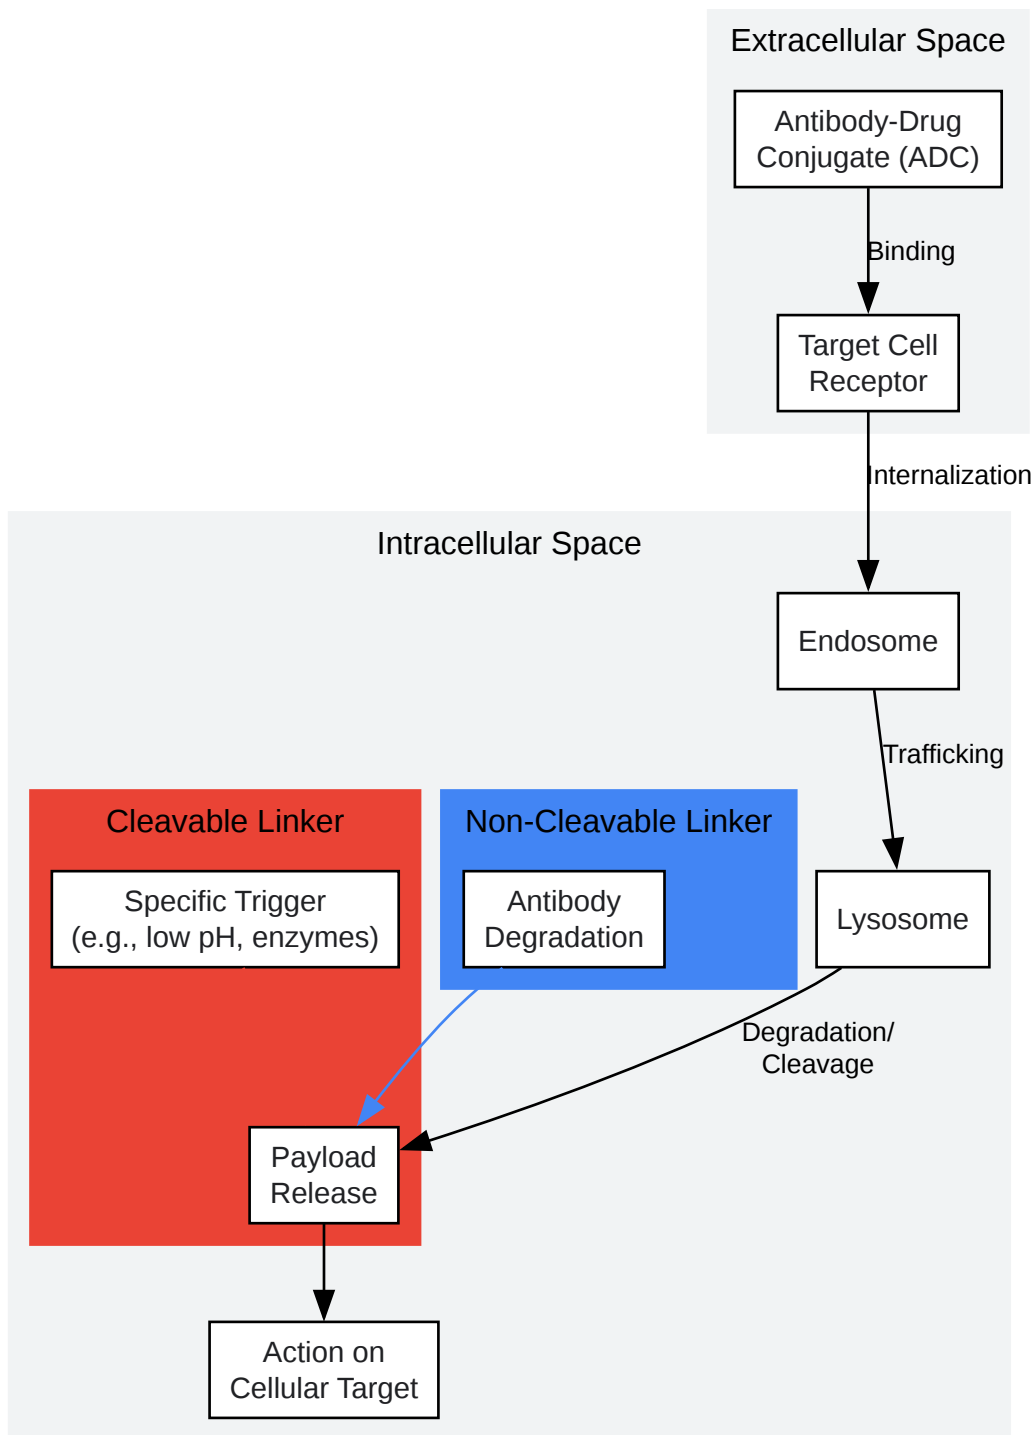 Extracellular Space
Antibody-Drug
Conjugate (ADC)
Binding
Target Cell
Receptor
Internalization
Intracellular Space
Endosome
Trafficking
Cleavable Linker
Specific Trigger
(e.g., low pH, enzymes)
Non-Cleavable Linker
Antibody
Degradation
Lysosome
Degradation/
Cleavage
Payload
Release
Action on
Cellular Target